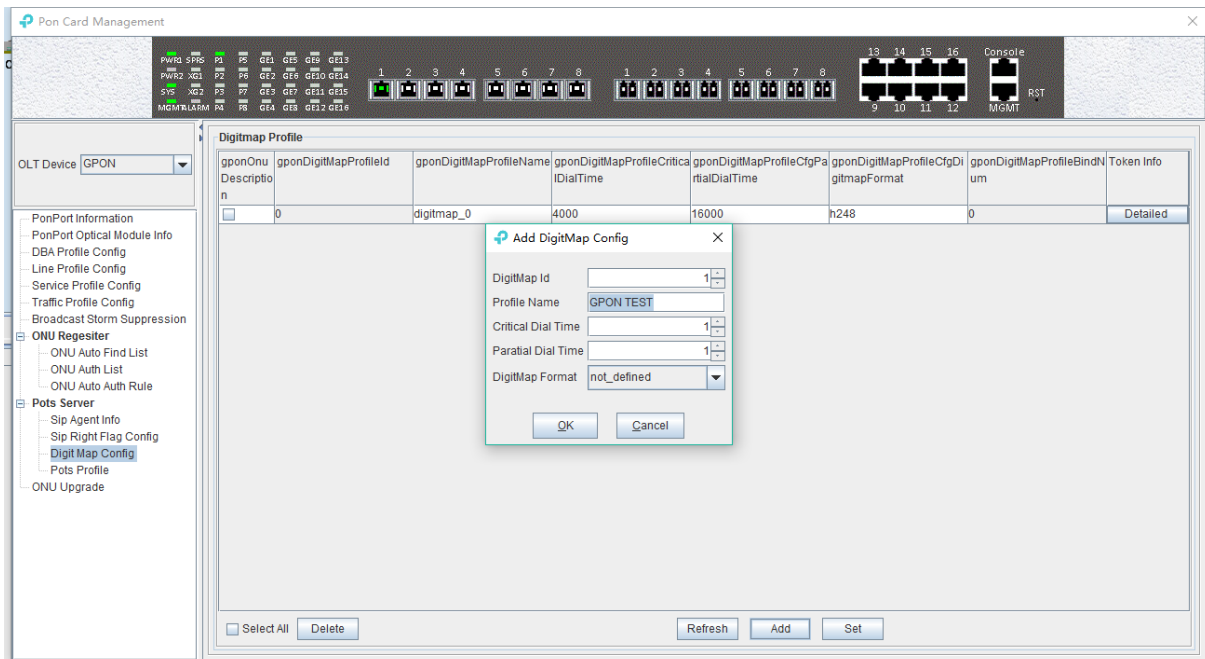 Pon Card Management
PWR1 SPRS P1 P5 GE1 GE5 GE9 GE13
PWR2 XG1 P2 P6 GE2 GE6 GE10 GE14
SYS XG2 P3 P7 GE3 GE7 GE11 GE15
MGMT ALARM P4 P8 GE4 GE8 GE12 GE16
1 2 3 4 5 6 7 8
1 2 3 4 5 6 7 8
13 14 15 16
9 10 11 12
Console
MGMT
RST
OLT Device GPON
PonPort Information
PonPort Optical Module Info
DBA Profile Config
Line Profile Config
Service Profile Config
Traffic Profile Config
Broadcast Storm Suppression
ONU Regesiter
ONU Auto Find List
ONU Auth List
ONU Auto Auth Rule
Pots Server
Sip Agent Info
Sip Right Flag Config
Digit Map Config
Pots Profile
ONU Upgrade
Digitmap Profile
gponOnu
Descriptio
n
gponDigitMapProfileId
gponDigitMapProfileName
gponDigitMapProfileCritica
lDialTime
gponDigitMapProfileCfgPa
rtialDialTime
gponDigitMapProfileCfgDi
gitmapFormat
gponDigitMapProfileBindN
um
Token Info
0 digitmap_0 4000 16000 h248 0 Detailed
Add DigitMap Config
DigitMap Id 1
Profile Name GPON TEST
Critical Dial Time 1
Paratial Dial Time 1
DigitMap Format not_defined
OK Cancel
Select All Delete Refresh Add Set